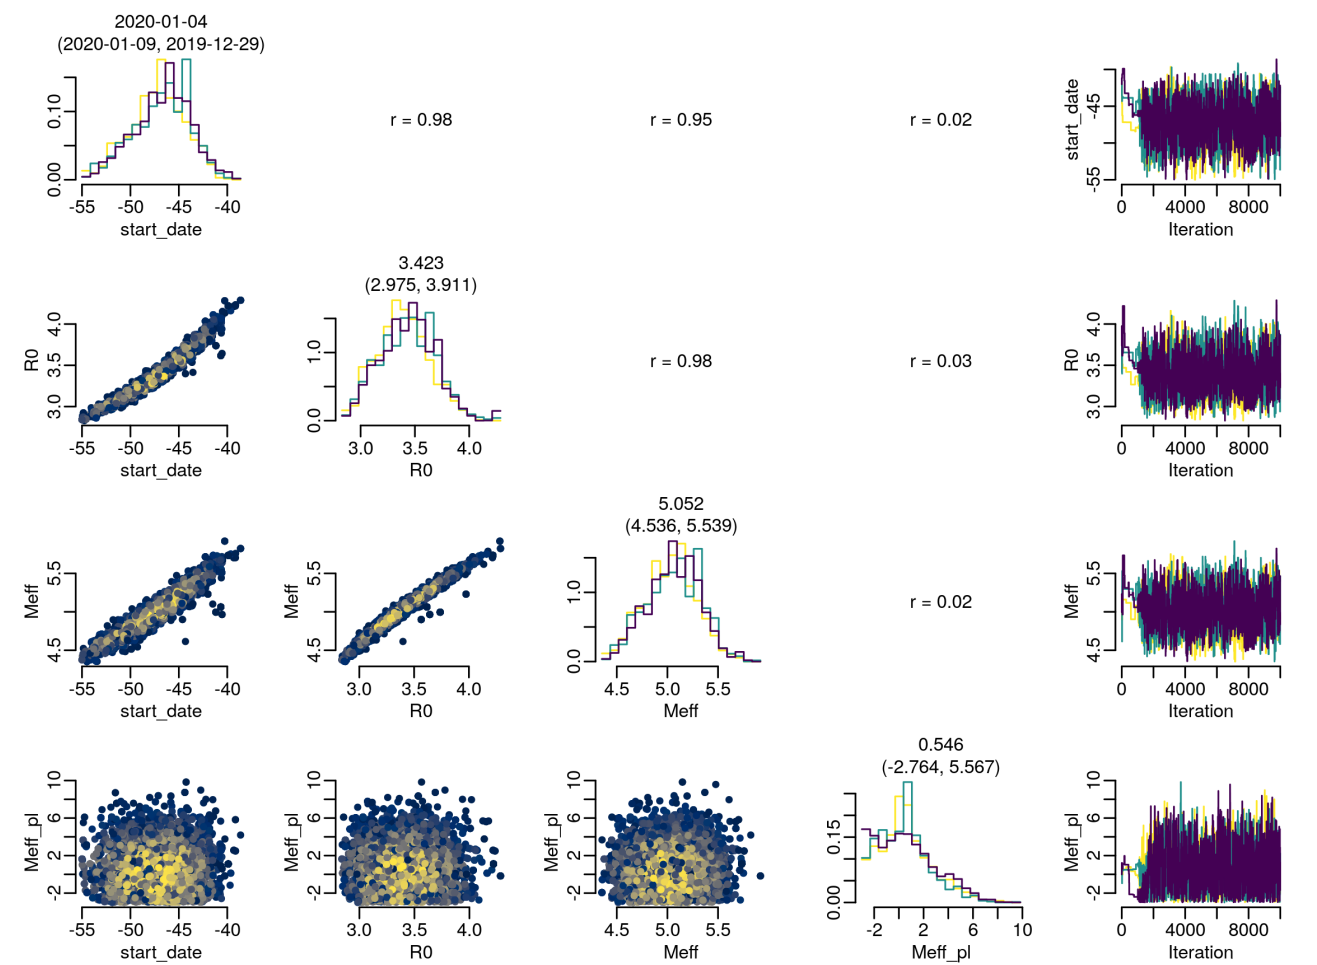 2020-01-04
(2020-01-09, 2019-12-29)
0.00 0.10
-55 -50 -45 -40
start_date
r = 0.98
r = 0.95
r = 0.02
start_date
-55 -45
0 4000 8000
Iteration
R0
3.0 3.5 4.0
-55 -50 -45 -40
start_date
3.423
(2.975, 3.911)
0.0 1.0
3.0 3.5 4.0
R0
r = 0.98
r = 0.03
R0
3.0 3.5 4.0
0 4000 8000
Iteration
Meff
4.5 5.5
-55 -50 -45 -40
start_date
Meff
4.5 5.5
3.0 3.5 4.0
R0
5.052
(4.536, 5.539)
0.0 1.0
4.5 5.0 5.5
Meff
r = 0.02
Meff
4.5 5.5
0 4000 8000
Iteration
Meff_pl
-2 2 6 10
-55 -50 -45 -40
start_date
Meff_pl
-2 2 6 10
3.0 3.5 4.0
R0
Meff_pl
-2 2 6 10
4.5 5.0 5.5
Meff
0.546
(-2.764, 5.567)
0.00 0.15
-2 2 6 10
Meff_pl
Meff_pl
-2 2 6 10
0 4000 8000
Iteration